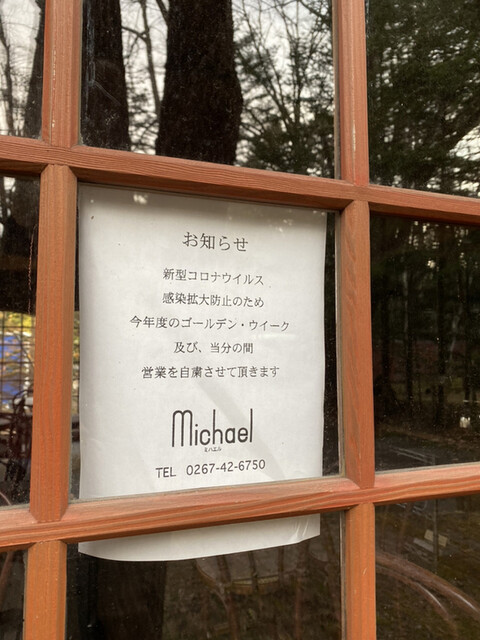 お知らせ
新型コロナウイルス
感染拡大防止のため
今年度のゴールデン・ウイーク
及び、当分の間
営業を自粛させて頂きます
Michael
ミハエル
TEL 0267-42-6750